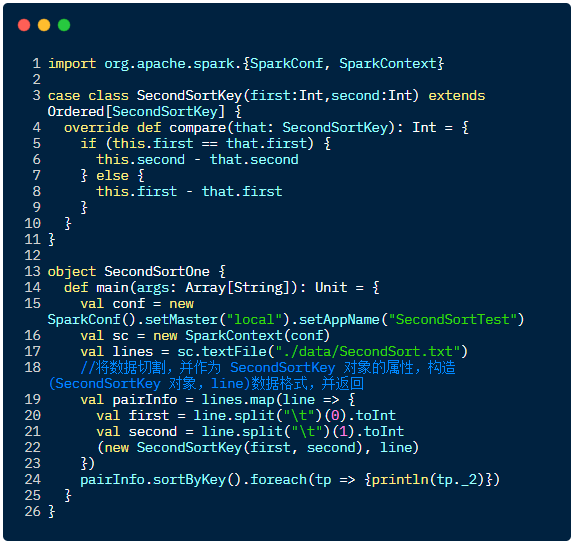 1 import org.apache.spark.{SparkConf, SparkContext}
2
3 case class SecondSortKey(first:Int,second:Int) extends
Ordered[SecondSortKey] {
4   override def compare(that: SecondSortKey): Int = {
5     if (this.first == that.first) {
6       this.second - that.second
7     } else {
8       this.first - that.first
9     }
10   }
11 }
12
13 object SecondSortOne {
14   def main(args: Array[String]): Unit = {
15     val conf = new
SparkConf().setMaster("local").setAppName("SecondSortTest")
16     val sc = new SparkContext(conf)
17     val lines = sc.textFile("./data/SecondSort.txt")
18     //将数据切割，并作为 SecondSortKey 对象的属性，构造
(SecondSortKey 对象，line)数据格式，并返回
19     val pairInfo = lines.map(line => {
20       val first = line.split("\t")(0).toInt
21       val second = line.split("\t")(1).toInt
22       (new SecondSortKey(first, second), line)
23     })
24     pairInfo.sortByKey().foreach(tp => {println(tp._2)})
25   }
26 }